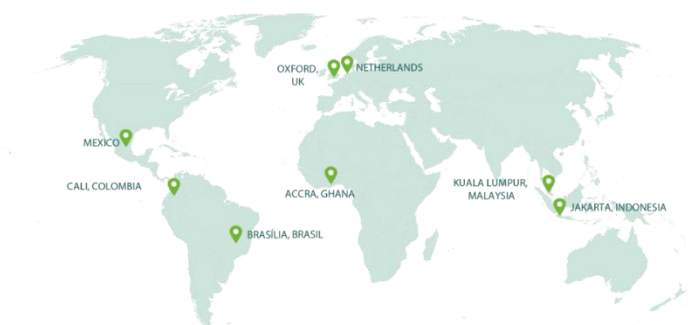 OXFORD,
UK
NETHERLANDS
MEXICO
CALI, COLOMBIA
ACCRA, GHANA
KUALA LUMPUR,
MALAYSIA
JAKARTA, INDONESIA
BRASÍLIA, BRASIL